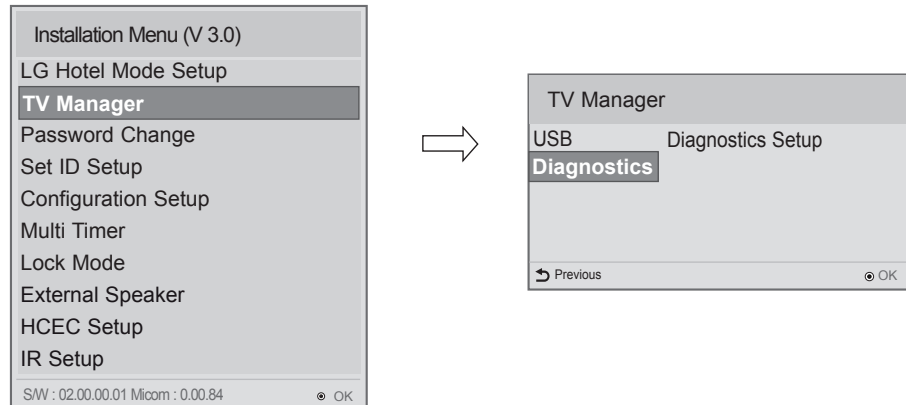 Installation Menu (V 3.0)
LG Hotel Mode Setup
TV Manager
Password Change
Set ID Setup
Configuration Setup
Multi Timer
Lock Mode
External Speaker
HCEC Setup
IR Setup
S/W : 02.00.00.01 Micom : 0.00.84 OK
TV Manager
USB Diagnostics Setup
Diagnostics
Previous OK